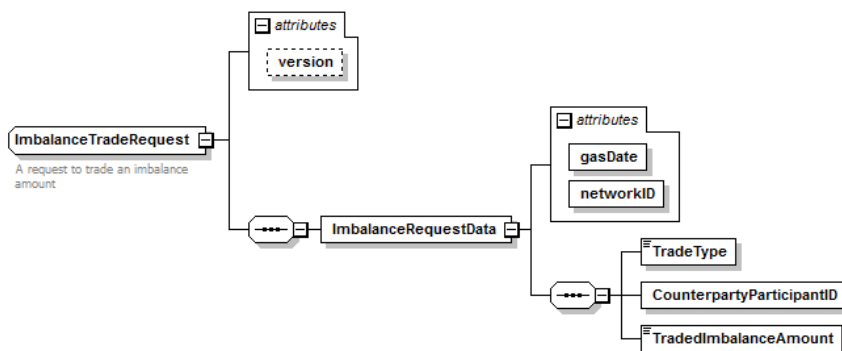 attributes
version
ImbalanceTradeRequest
A request to trade an imbalance
amount
attributes
gasDate
networkID
ImbalanceRequestData
TradeType
CounterpartyParticipantID
TradedImbalanceAmount